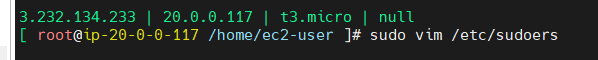 3.232.134.233 | 20.0.0.117 | t3.micro | null
[ root@ip-20-0-0-117 /home/ec2-user ]# sudo vim /etc/sudoers